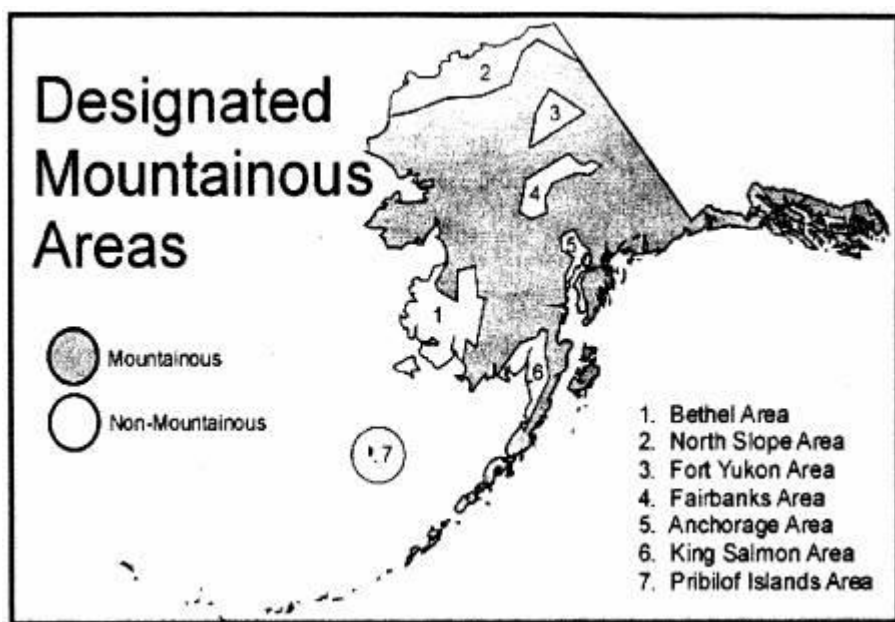 Designated
Mountainous
Areas
Mountainous
Non-Mountainous
1
2
3
4
5
6
7
1. Bethel Area
2. North Slope Area
3. Fort Yukon Area
4. Fairbanks Area
5. Anchorage Area
6. King Salmon Area
7. Pribilof Islands Area